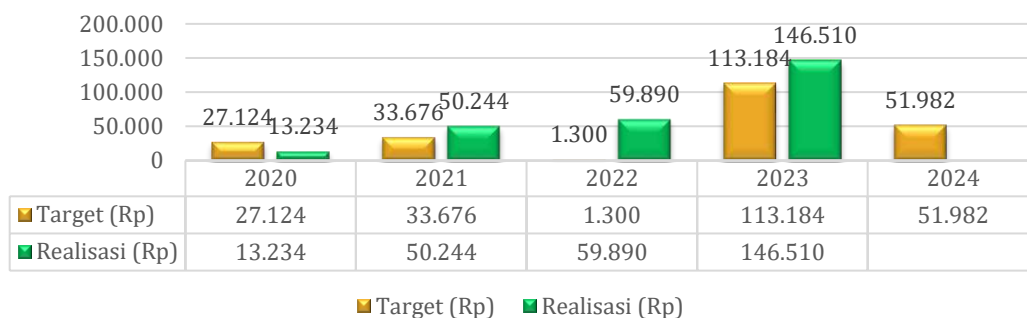 200.000
150.000
100.000
50.000
0
27.124 13.234 33.676 50.244 1.300 59.890 113.184 146.510 51.982
2020 2021 2022 2023 2024
Target (Rp) 27.124 33.676 1.300 113.184 51.982
Realisasi (Rp) 13.234 50.244 59.890 146.510
Target (Rp) Realisasi (Rp)